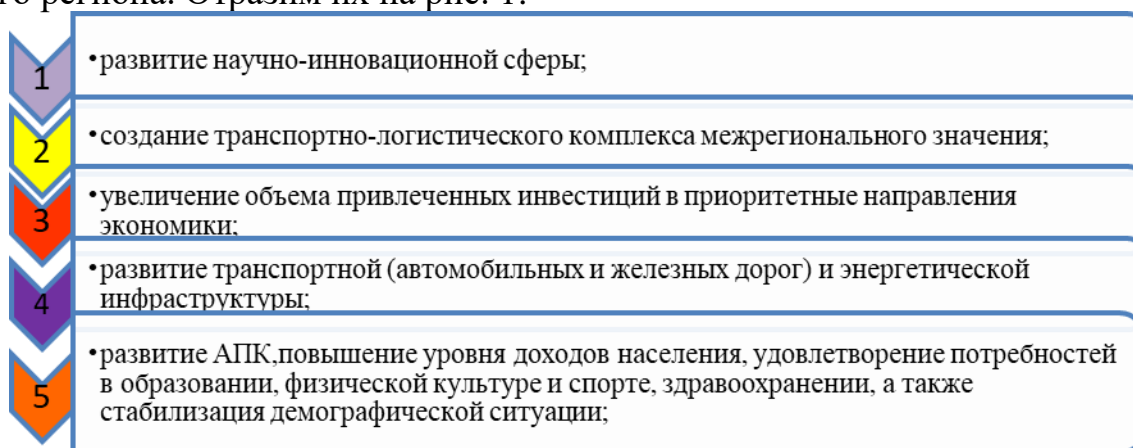 го региона. Отразим их на рис. 1.
1
•развитие научно-инновационной сферы;
2
•создание транспортно-логистического комплекса межрегионального значения;
3
•увеличение объема привлеченных инвестиций в приоритетные направления
экономики;
4
•развитие транспортной (автомобильных и железных дорог) и энергетической
инфраструктуры;
5
•развитие АПК,повышение уровня доходов населения, удовлетворение потребностей
в образовании, физической культуре и спорте, здравоохранении, а также
стабилизация демографической ситуации;